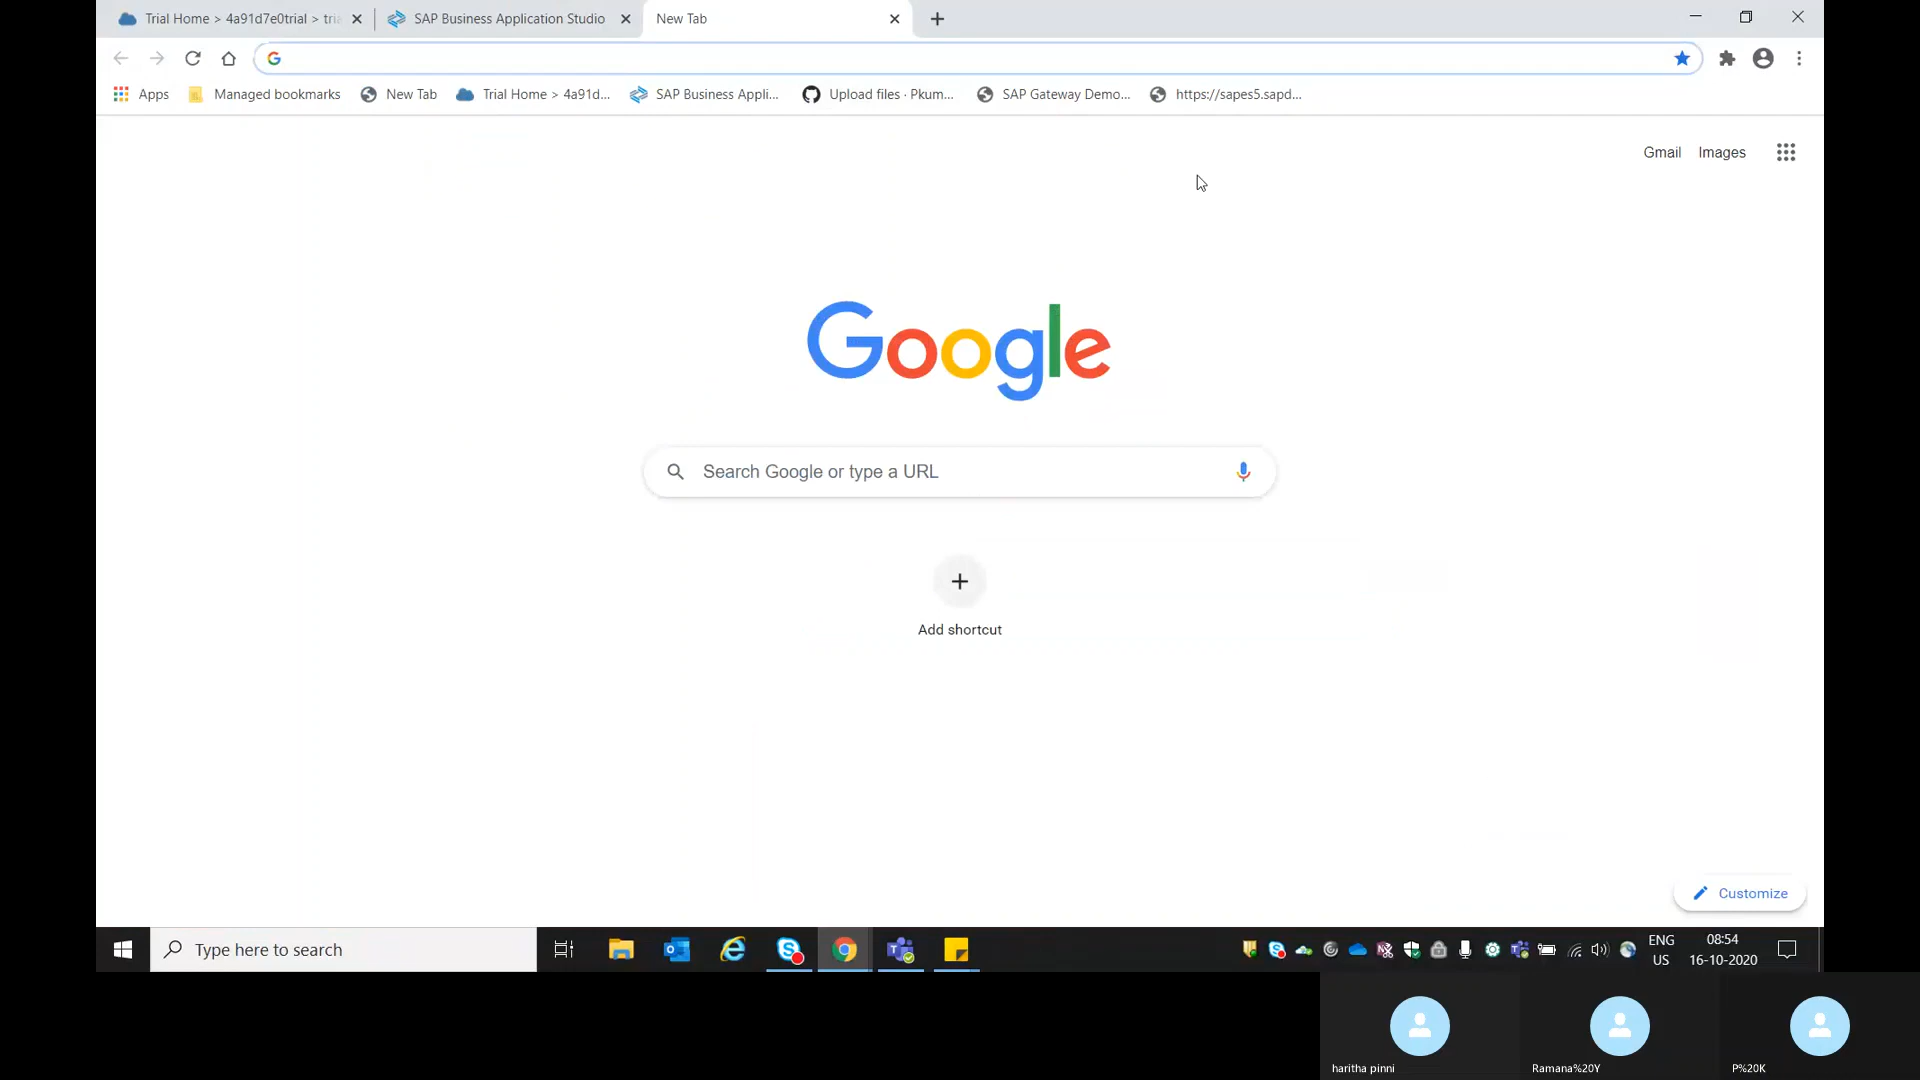 Trial Home > 4a91d7e0trial > tri
SAP Business Application Studio
New Tab
Apps
Managed bookmarks
New Tab
Trial Home > 4a91d...
SAP Business Appli...
Upload files · Pkum...
SAP Gateway Demo...
https://sapes5.sapd...
Gmail
Images
Google
Search Google or type a URL
Add shortcut
Customize
Type here to search
ENG
US
08:54
16-10-2020
haritha pinni
Ramana%20Y
P%20K